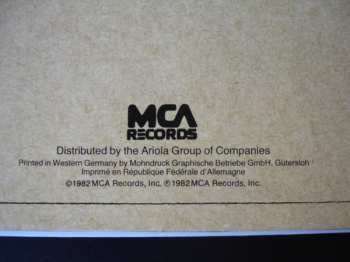 MCA
RECORDS
Distributed by the Ariola Group of Companies
Printed in Western Germany by Mohndruck Graphische Betriebe GmbH, Gütersloh
Imprimé en République Fédérale d'Allemagne
©1982 MCA Records, Inc. ℗1982 MCA Records, Inc.